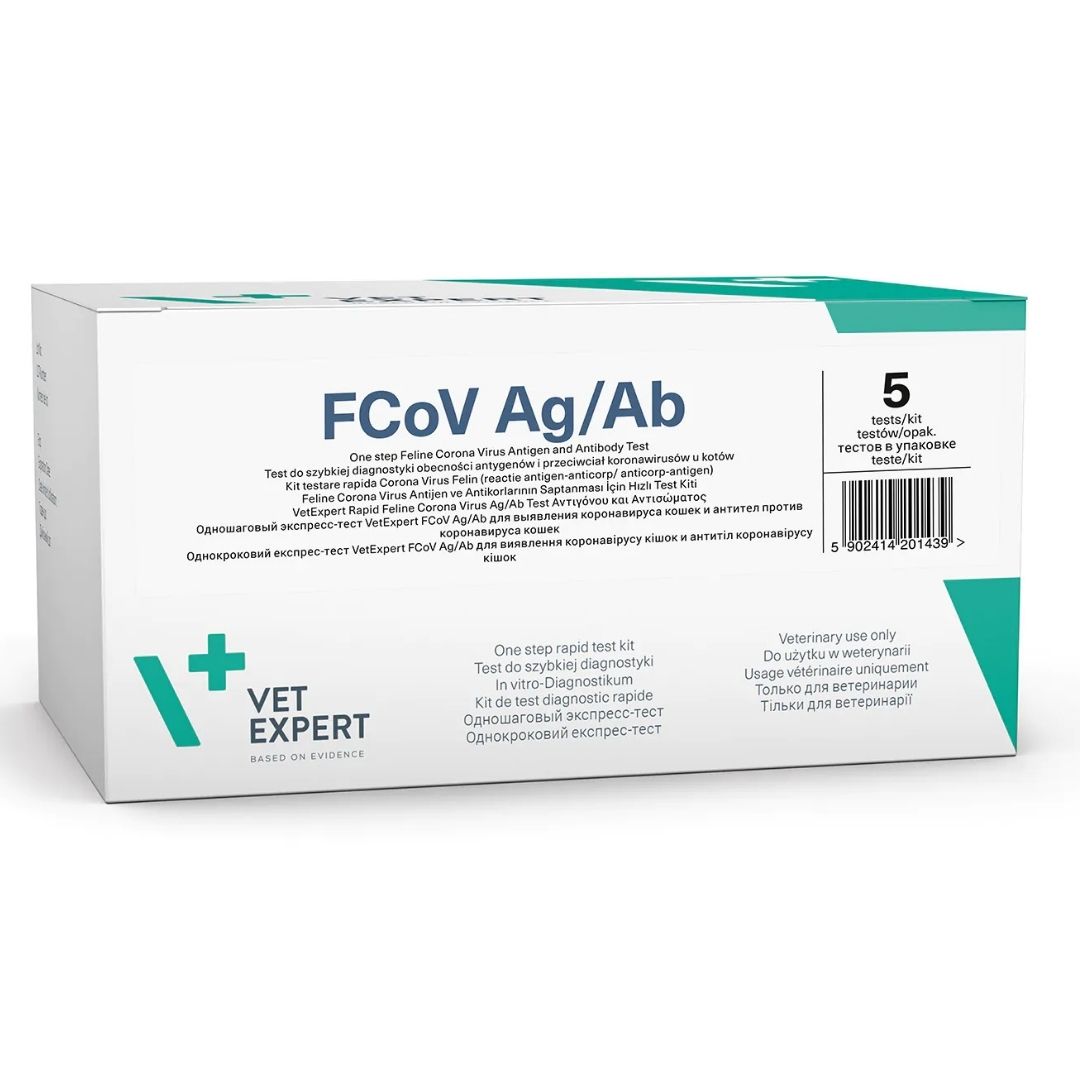 VET
EXPERT
FCoV Ag/Ab
One step Feline Corona Virus Antigen and Antibody Test
Test do szybkiej diagnostyki obecności antygenów i przeciwciał koronawirusów u kotów
Kit testare rapida Corona Virus Felin (reactie antigen-anticorp/ anticorp-antigen)
Feline Corona Virus Antijen ve Antikorlarının Saptanması İçin Hızlı Test Kiti
VetExpert Rapid Feline Corona Virus Ag/Ab Test Αντιγόνου και Αντισώματος
Одношаговый экспресс-тест VetExpert FCoV Ag/Ab для выявления коронавируса кошек и антител против
коронавируса кошек
Однокроковий експрес-тест VetExpert FCoV Ag/Ab для виявлення коронавірусу кішок и антитіл коронавірусу
кішок
5
tests/kit
testów/opak.
тестов в упаковке
teste/kit
5 902414 201439 >
VET
EXPERT
BASED ON EVIDENCE
One step rapid test kit
Test do szybkiej diagnostyki
In vitro-Diagnostikum
Kit de test diagnostic rapide
Одношаговый экспресс-тест
Однокроковий експрес-тест
Veterinary use only
Do użytku w weterynarii
Usage vétérinaire uniquement
Только для ветеринарии
Тільки для ветеринарії